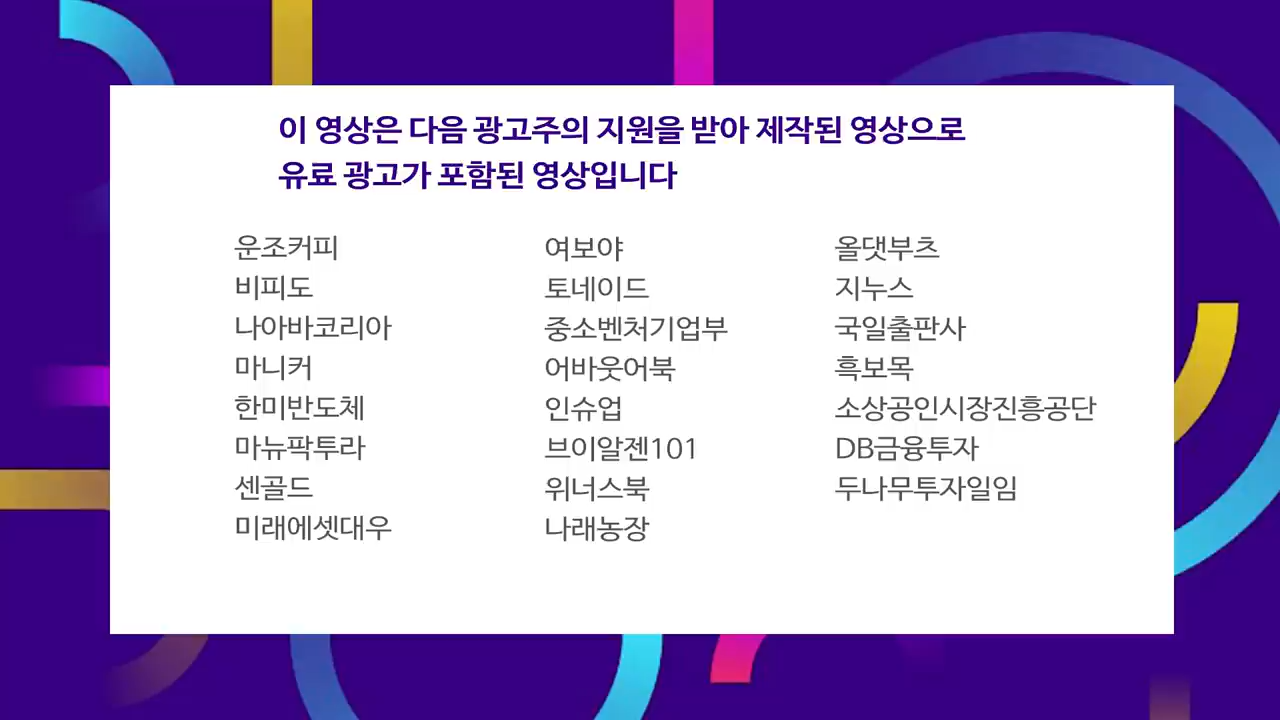 이 영상은 다음 광고주의 지원을 받아 제작된 영상으로
유료 광고가 포함된 영상입니다
운조커피
비피도
나아바코리아
마니커
한미반도체
마뉴팍투라
센골드
미래에셋대우
여보야
토네이드
중소벤처기업부
어바웃어북
인슈업
브이알젠101
위너스북
나래농장
올댓부츠
지누스
국일출판사
흑보목
소상공인시장진흥공단
DB금융투자
두나무투자일임